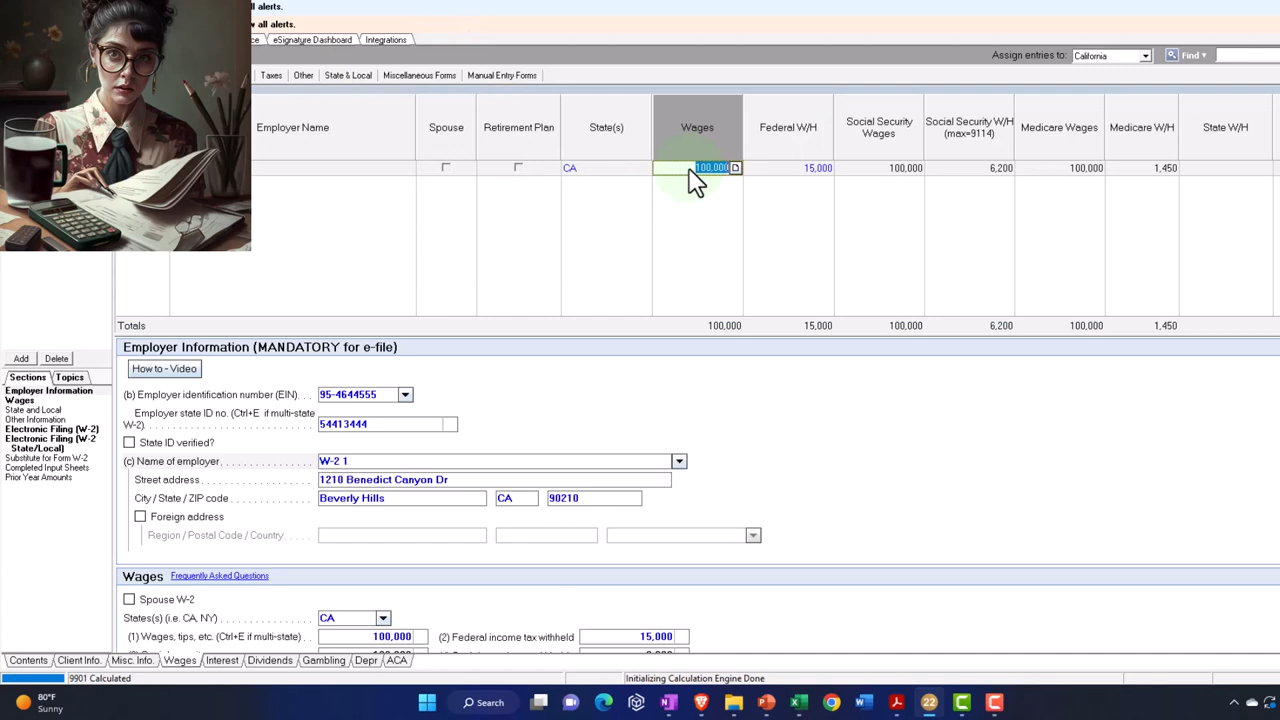 all alerts.
w all alerts.
ce eSignature Dashboard Integrations
Assign entries to: California Find
Taxes Other State & Local Miscellaneous Forms Manual Entry Forms
Employer Name Spouse Retirement Plan State(s) Wages Federal W/H Social Security Wages Social Security W/H (max=9114) Medicare Wages Medicare W/H State W/H
CA 100,000 15,000 100,000 6,200 100,000 1,450
Totals 100,000 15,000 100,000 6,200 100,000 1,450
Add Delete
Sections Topics
Employer Information
Wages
State and Local
Other Information
Electronic Filing (W-2)
Electronic Filing (W-2
State/Local)
Substitute for Form W-2
Completed Input Sheets
Prior Year Amounts
Employer Information (MANDATORY for e-file)
How to - Video
(b) Employer identification number (EIN). . . 95-4644555
Employer state ID no. (Ctrl+E if multi-state
W-2). 54413444
State ID verified?
(c) Name of employer W-2 1
Street address 1210 Benedict Canyon Dr
City / State / ZIP code Beverly Hills CA 90210
Foreign address
Region / Postal Code / Country
Wages Frequently Asked Questions
Spouse W-2
States(s) (i.e. CA, NY) CA
(1) Wages, tips, etc. (Ctrl+E if multi-state) 100,000 (2) Federal income tax withheld 15,000
Contents Client Info. Misc. Info. Wages Interest Dividends Gambling Depr ACA
9901 Calculated Initializing Calculation Engine Done
80°F
Sunny
Search
22